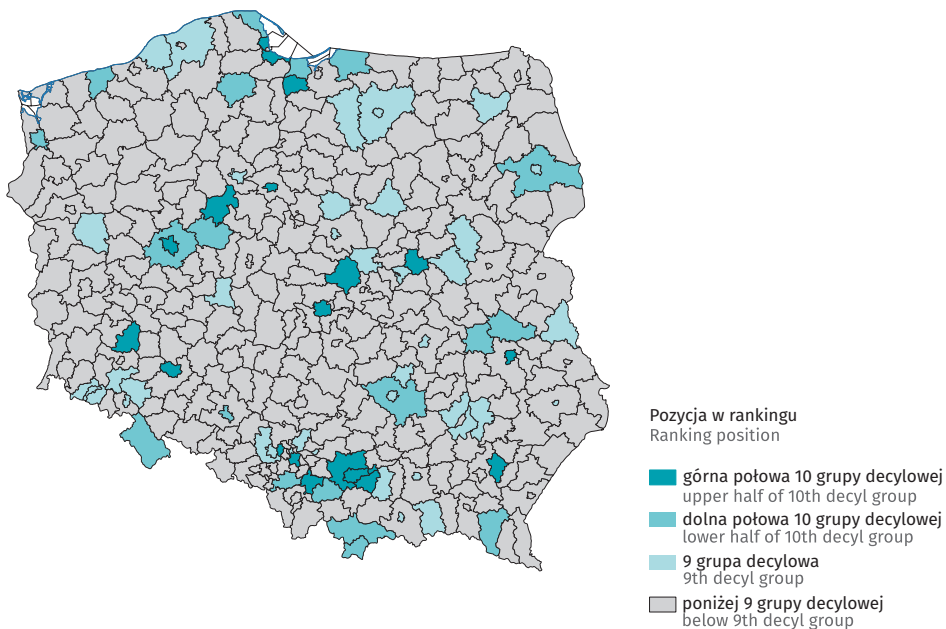 Pozycja w rankingu
Ranking position
górna połowa 10 grupy decylowej
upper half of 10th decyl group
dolna połowa 10 grupy decylowej
lower half of 10th decyl group
9 grupa decylowa
9th decyl group
poniżej 9 grupy decylowej
below 9th decyl group